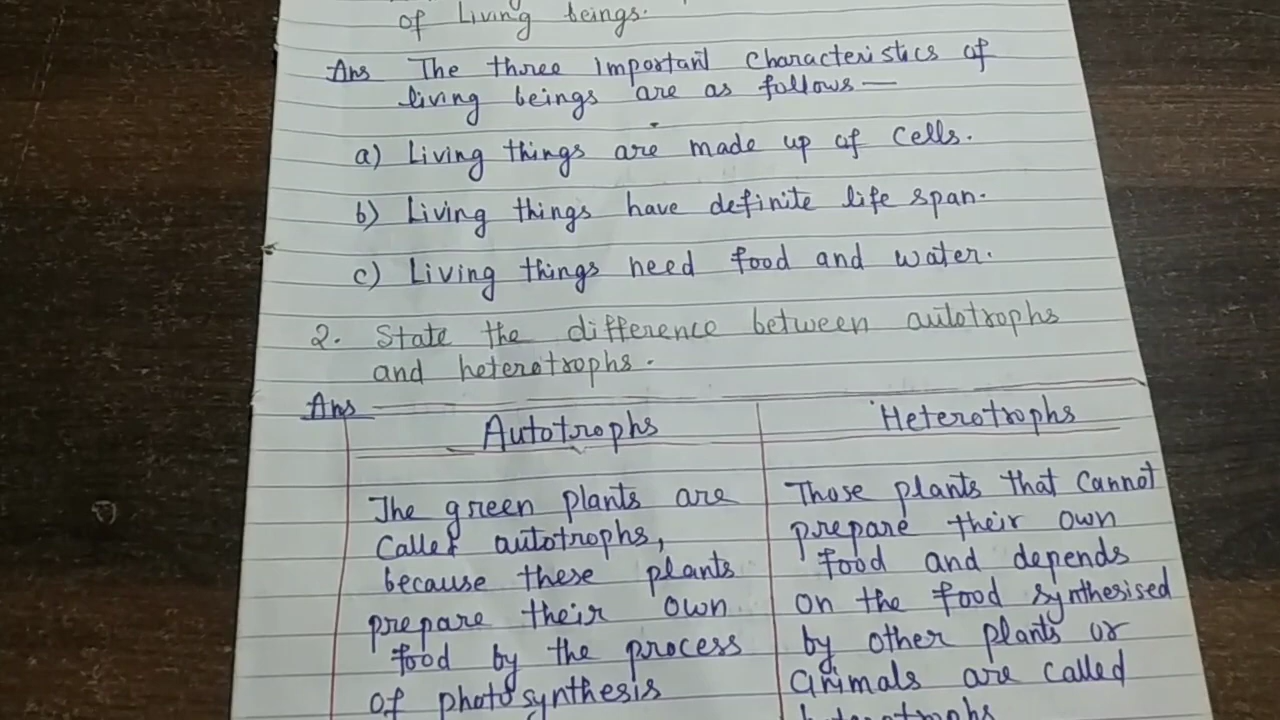 of Living beings.
Ans The three important characteristics of
living beings are as follows —
a) Living things are made up of cells.
b) Living things have definite life span.
c) Living things need food and water.
2. State the difference between autotrophs
and heterotrophs.
Ans
Autotrophs
The green plants are
called autotrophs,
because these plants
prepare their own
food by the process
of photosynthesis
Heterotrophs
Those plants that cannot
prepare their own
food and depends
on the food synthesised
by other plants or
animals are called
heterotrophs